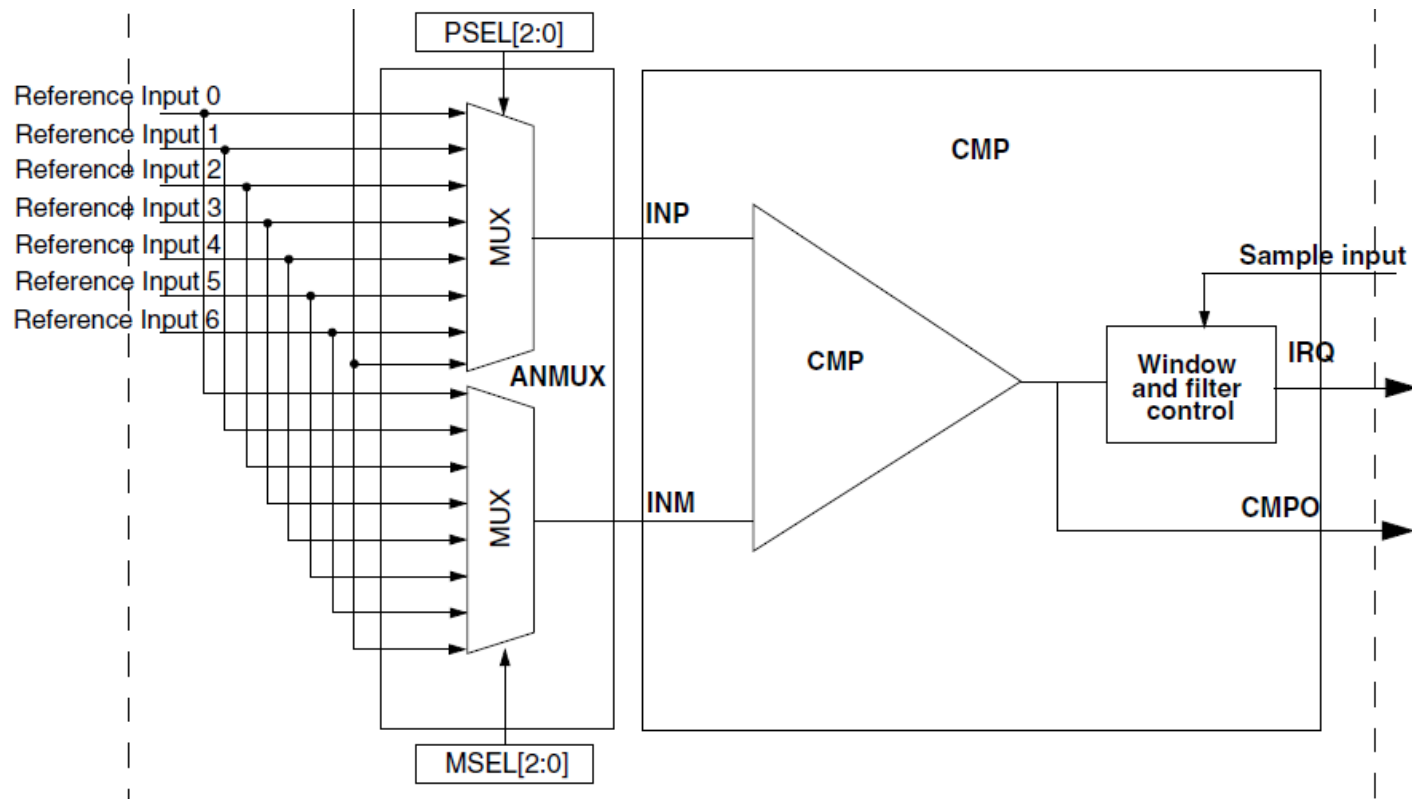 PSEL[2:0]
Reference Input 0
Reference Input 1
Reference Input 2
Reference Input 3
Reference Input 4
Reference Input 5
Reference Input 6
MUX
ANMUX
MUX
MSEL[2:0]
INP
INM
CMP
CMP
Sample input
Window
and filter
control
IRQ
CMPO